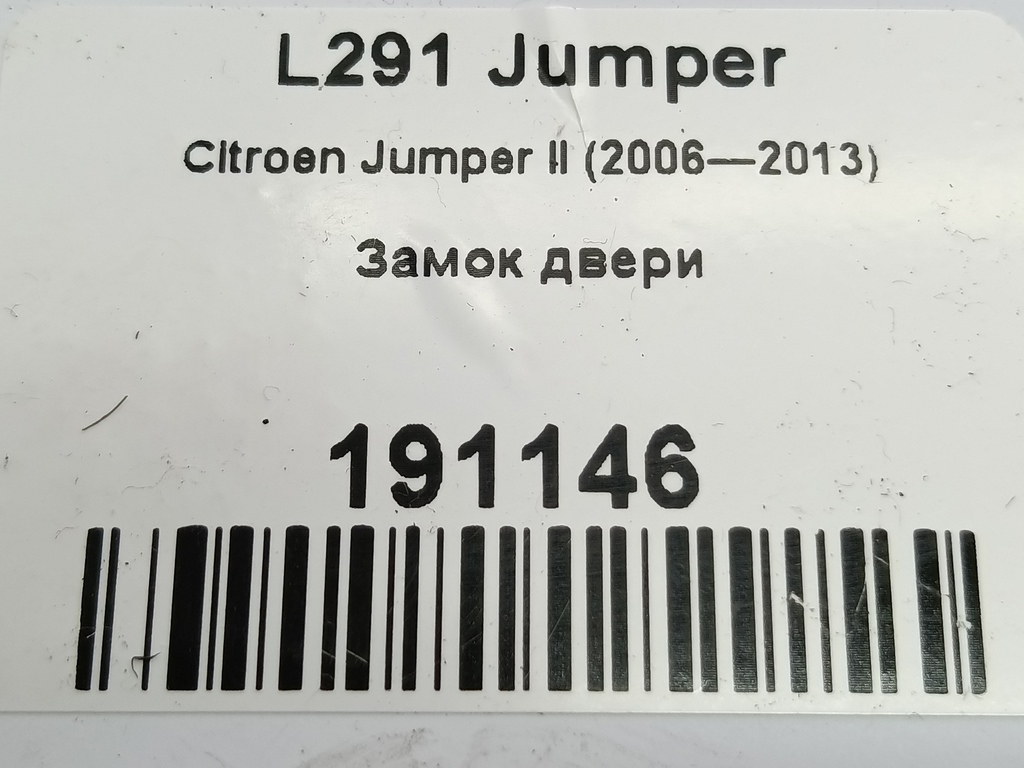 L291 Jumper
Citroen Jumper II (2006—2013)
Замок двери
191146